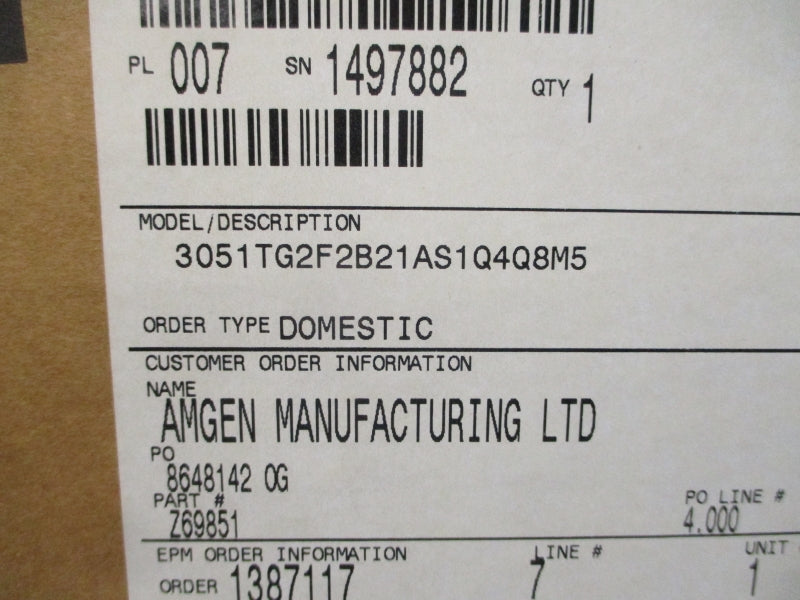 PL 007 SN 1497882 QTY 1
MODEL/DESCRIPTION
3051TG2F2B21AS1Q4Q8M5
ORDER TYPE DOMESTIC
CUSTOMER ORDER INFORMATION
NAME
AMGEN MANUFACTURING LTD
PO
8648142 OG
PART # PO LINE #
Z69851 4.000
EPM ORDER INFORMATION LINE # UNIT
ORDER 1387117 7 1